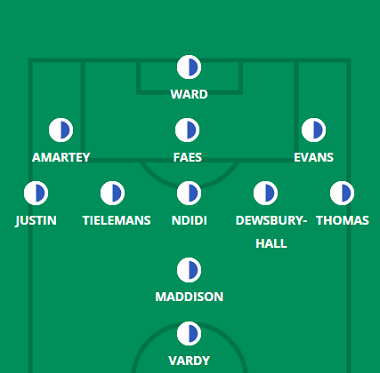 WARD
AMARTEY FAES EVANS
JUSTIN TIELEMANS NDIDI DEWSBURY- THOMAS
HALL
MADDISON
VARDY